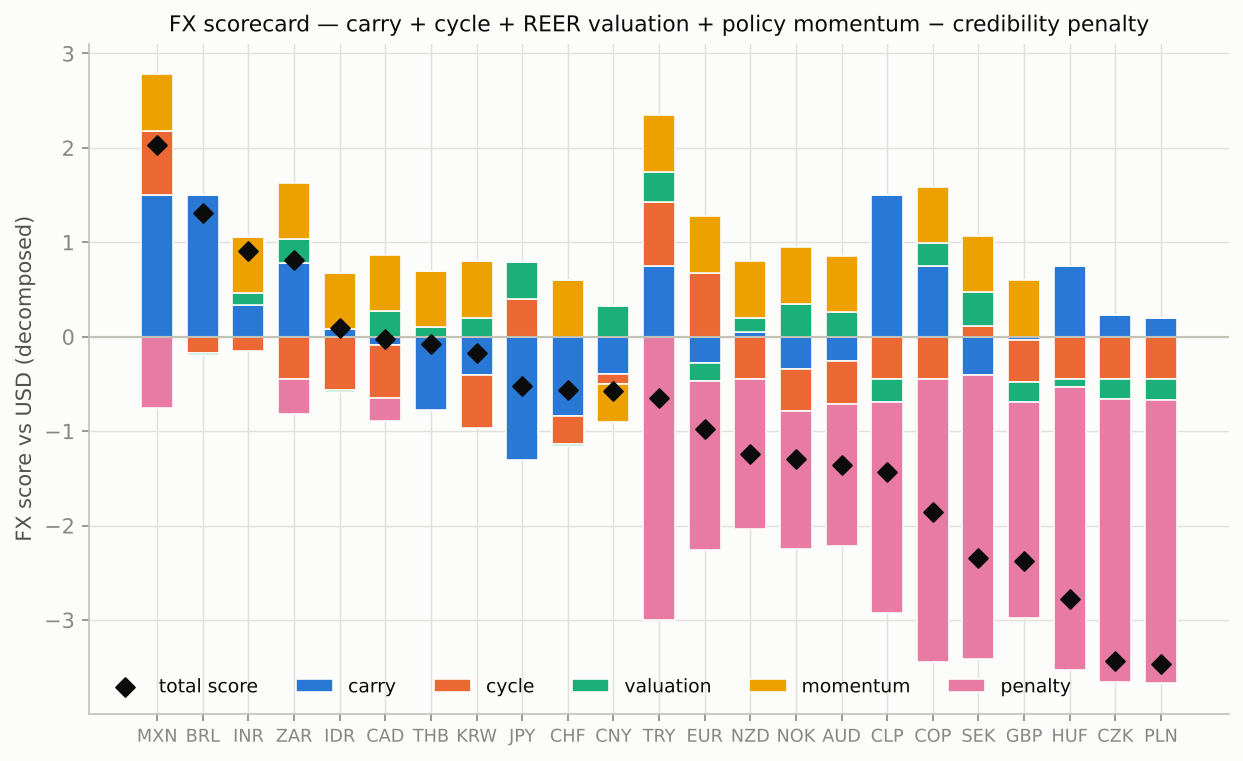 FX scorecard — carry + cycle + REER valuation + policy momentum − credibility penalty
FX score vs USD (decomposed)
3
2
1
0
−1
−2
−3
total score carry cycle valuation momentum penalty
MXN BRL INR ZAR IDR CAD THB KRW JPY CHF CNY TRY EUR NZD NOK AUD CLP COP SEK GBP HUF CZK PLN